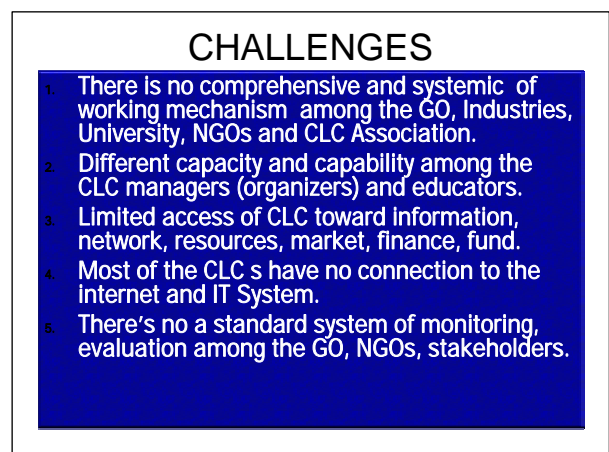 CHALLENGES
1. There is no comprehensive and systemic of
working mechanism among the GO, Industries,
University, NGOs and CLC Association.
2. Different capacity and capability among the
CLC managers (organizers) and educators.
3. Limited access of CLC toward information,
network, resources, market, finance, fund.
4. Most of the CLC s have no connection to the
internet and IT System.
5. There's no a standard system of monitoring,
evaluation among the GO, NGOs, stakeholders.